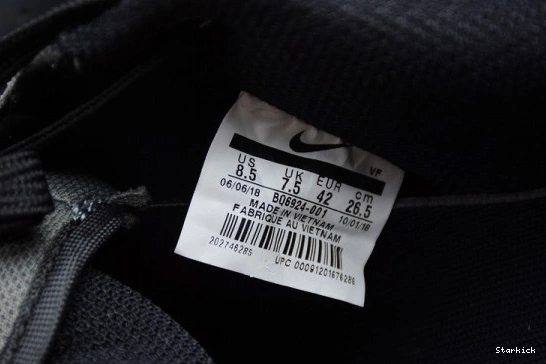 VF
US UK EUR cm
8.5 7.5 42 26.5
06/06/18 BQ6924-001 10/01/18
MADE IN VIETNAM
FABRIQUE AU VIETNAM
202746285 UPC 00091201676286
Starkick